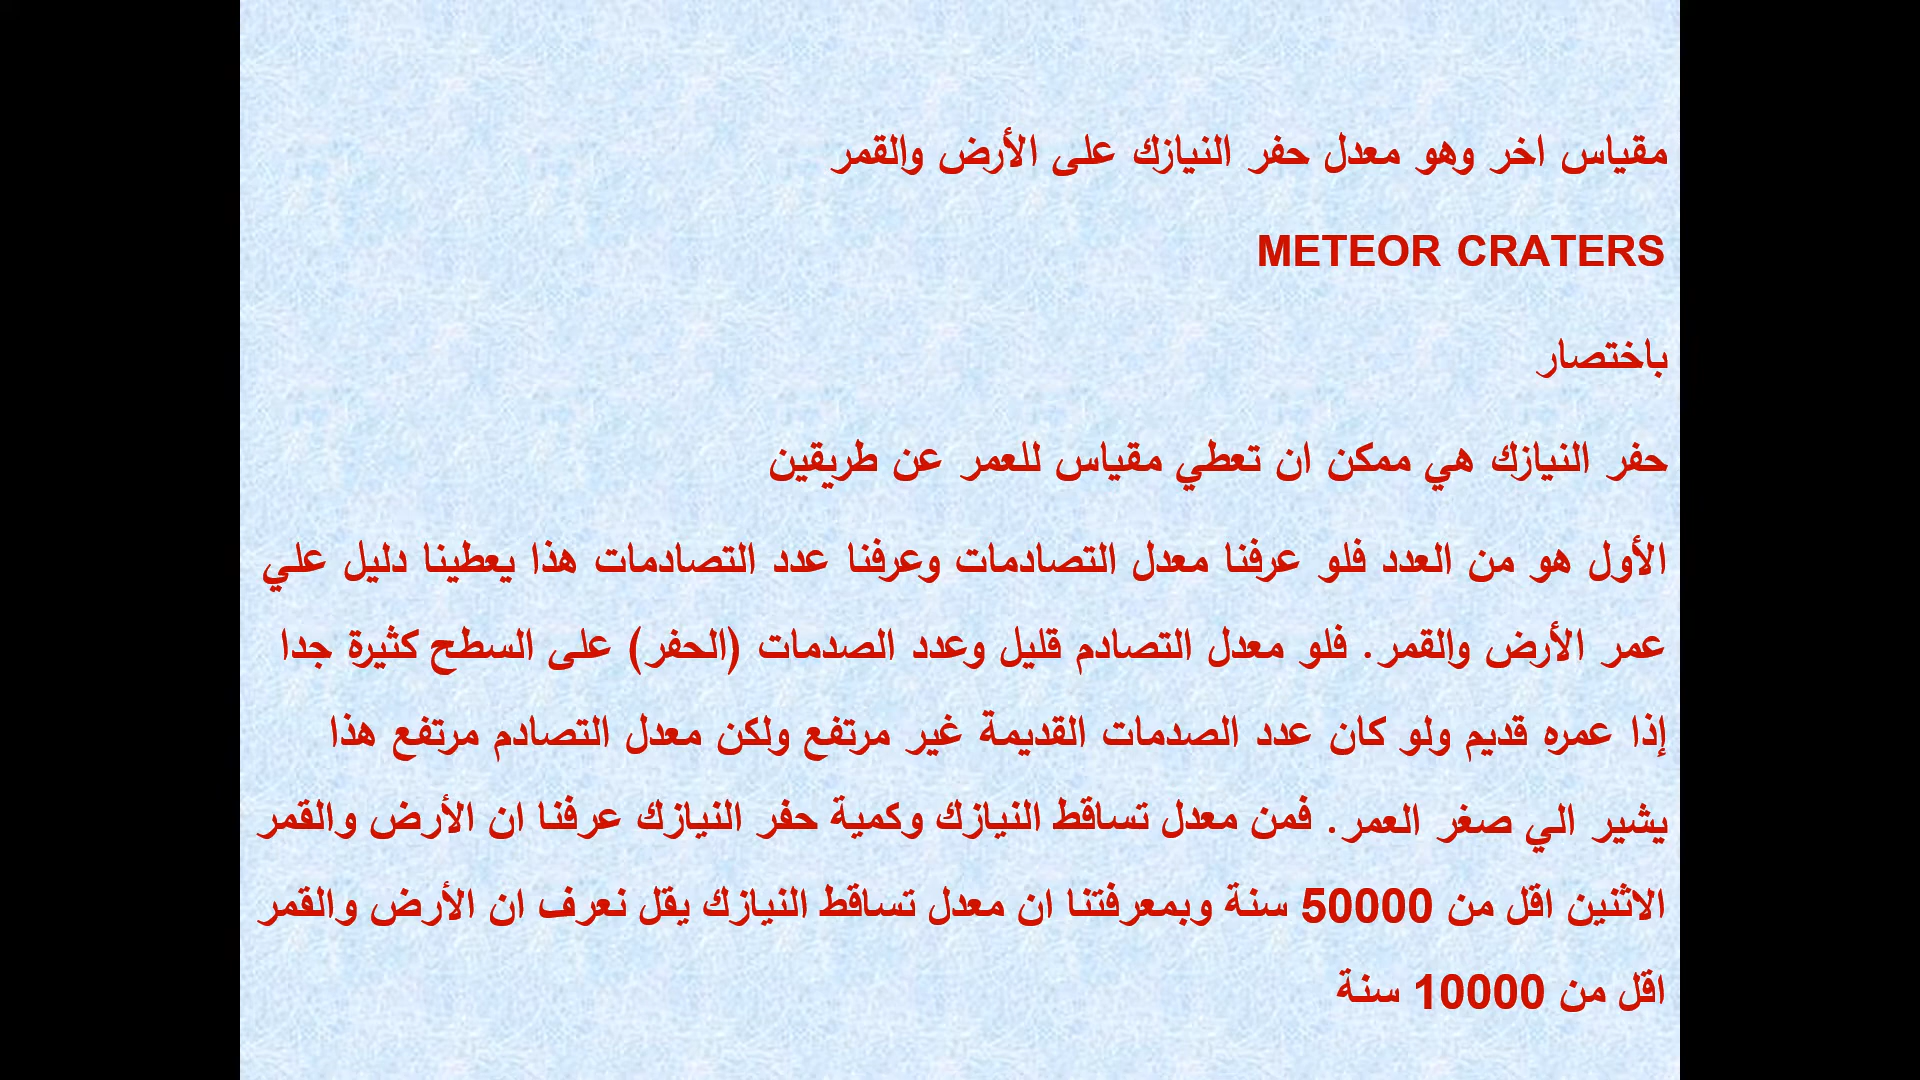 مقياس اخر وهو معدل حفر النيازك على الأرض والقمر
METEOR CRATERS
باختصار
حفر النيازك هي ممكن ان تعطي مقياس للعمر عن طريقين
الأول هو من العدد فلو عرفنا معدل التصادمات وعرفنا عدد التصادمات هذا يعطينا دليل علي
عمر الأرض والقمر. فلو معدل التصادم قليل وعدد الصدمات (الحفر) على السطح كثيرة جدا
إذا عمره قديم ولو كان عدد الصدمات القديمة غير مرتفع ولكن معدل التصادم مرتفع هذا
يشير الي صغر العمر. فمن معدل تساقط النيازك وكمية حفر النيازك عرفنا ان الأرض والقمر
الاثنين اقل من 50000 سنة وبمعرفتنا ان معدل تساقط النيازك يقل نعرف ان الأرض والقمر
اقل من 10000 سنة